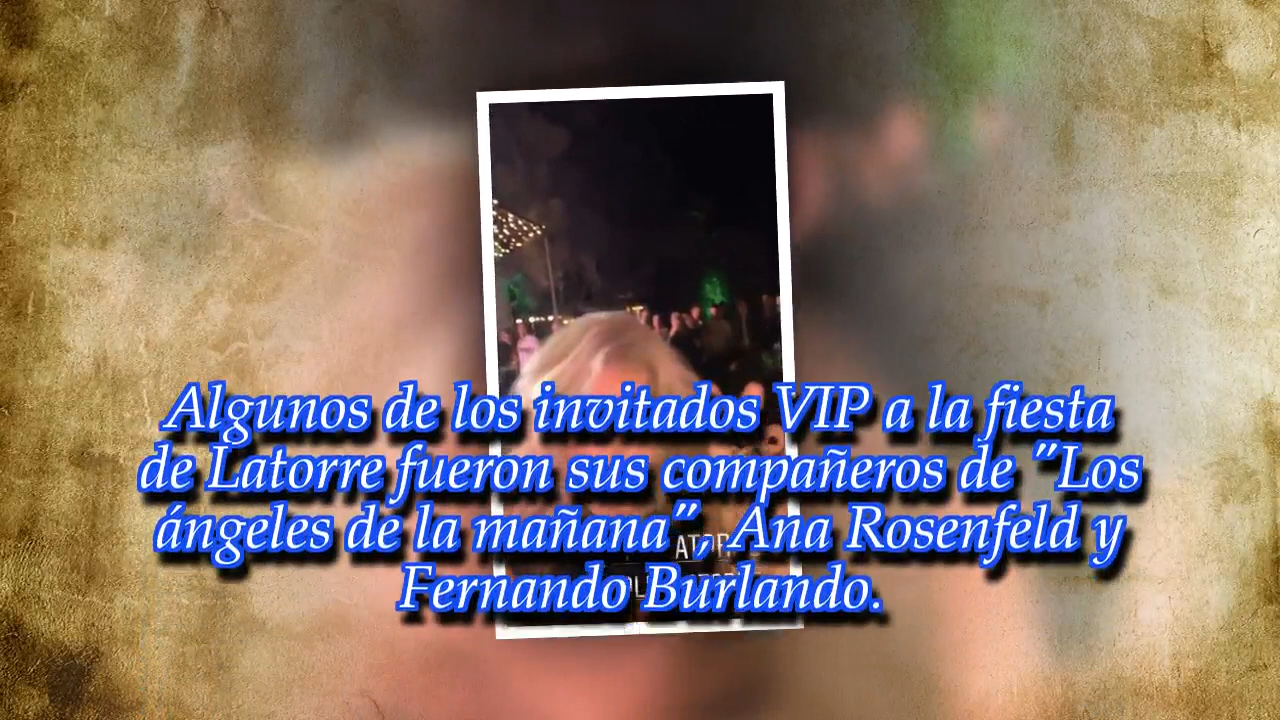 Algunos de los invitados VIP a la fiesta
de Latorre fueron sus compañeros de "Los
ángeles de la mañana", Ana Rosenfeld y
Fernando Burlando.